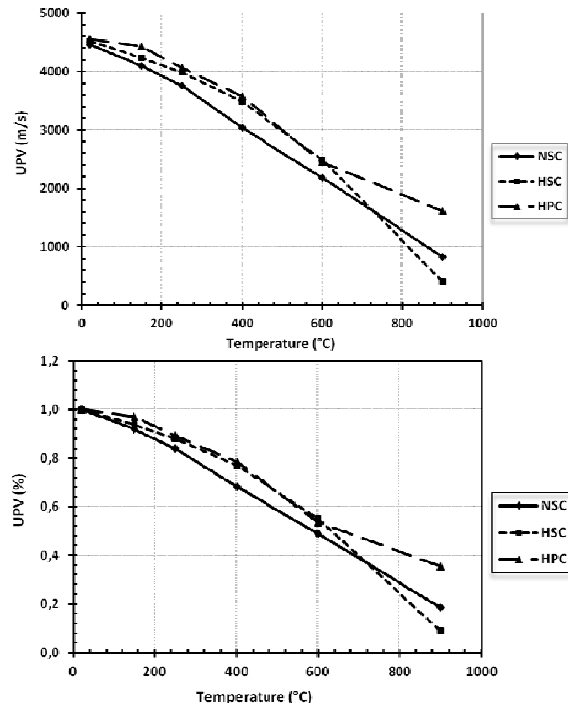 5000
4000
3000
2000
1000
0
UPV (m/s)
0 200 400 600 800 1000
Temperature (°C)
NSC
HSC
HPC
1,2
1,0
0,8
0,6
0,4
0,2
0,0
UPV (%)
0 200 400 600 800 1000
Temperature (°C)
NSC
HSC
HPC